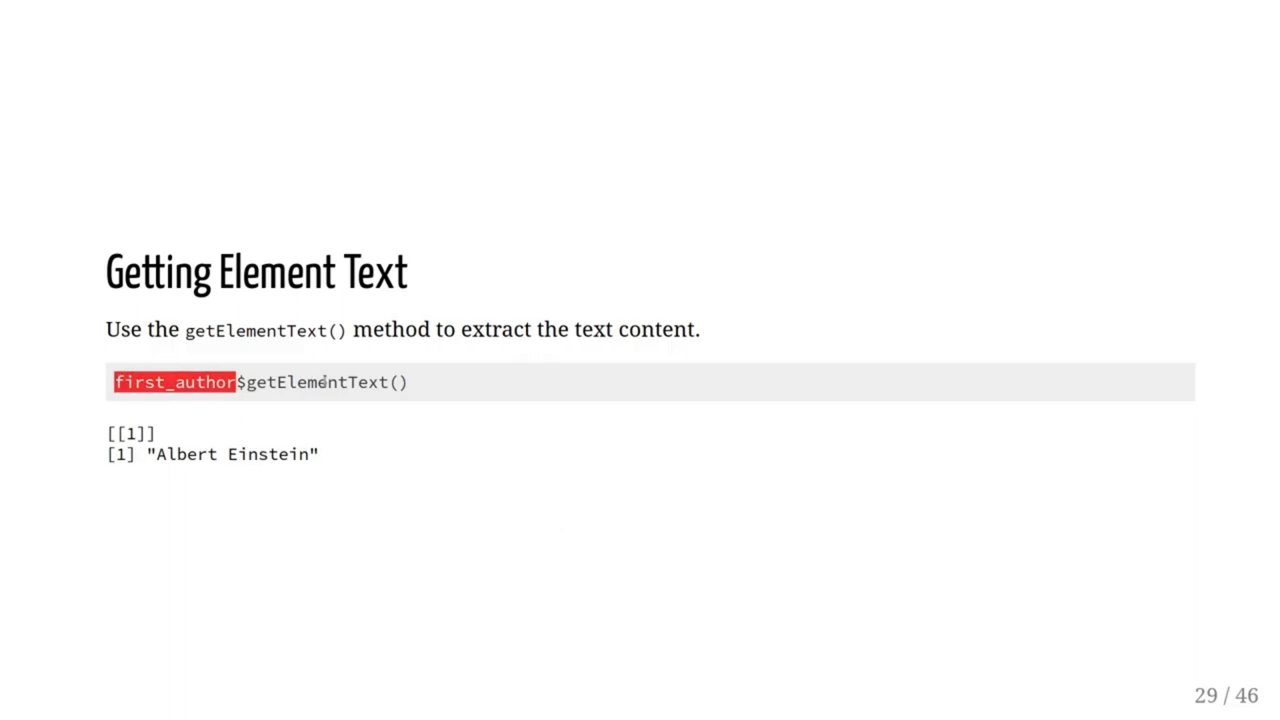 Getting Element Text
Use the getElementText() method to extract the text content.
first_author$getElementText()
[[1]]
[1] "Albert Einstein"
29 / 46